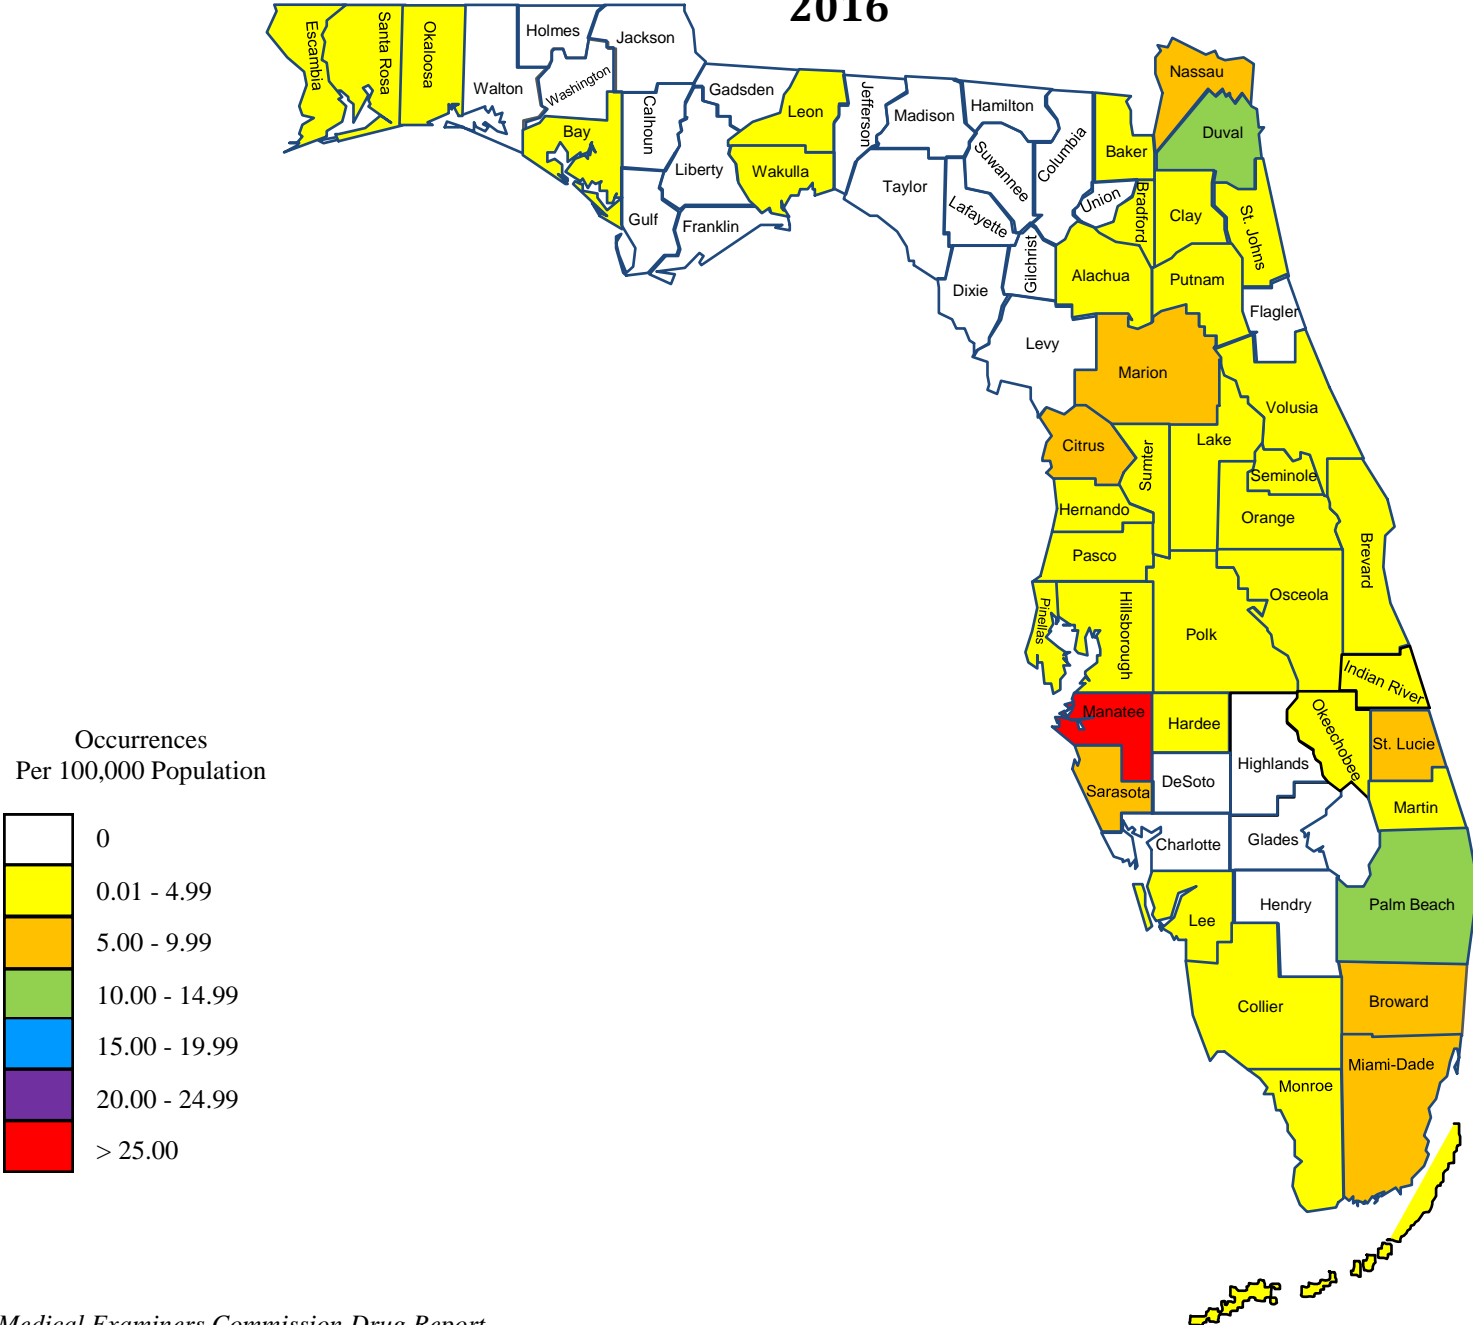 2016
Escambia
Santa Rosa
Okaloosa
Walton
Holmes
Jackson
Washington
Bay
Calhoun
Gadsden
Liberty
Gulf
Franklin
Leon
Wakulla
Jefferson
Madison
Taylor
Hamilton
Suwannee
Lafayette
Columbia
Dixie
Gilchrist
Levy
Baker
Union
Bradford
Nassau
Duval
Clay
St. Johns
Alachua
Putnam
Flagler
Marion
Volusia
Citrus
Sumter
Lake
Seminole
Hernando
Orange
Pasco
Brevard
Pinellas
Hillsborough
Polk
Osceola
Indian River
Manatee
Hardee
Highlands
Okeechobee
St. Lucie
Sarasota
DeSoto
Martin
Charlotte
Glades
Lee
Hendry
Palm Beach
Collier
Broward
Miami-Dade
Monroe
Occurrences
Per 100,000 Population
0
0.01 - 4.99
5.00 - 9.99
10.00 - 14.99
15.00 - 19.99
20.00 - 24.99
> 25.00
Medical Examiners Commission Drug Report